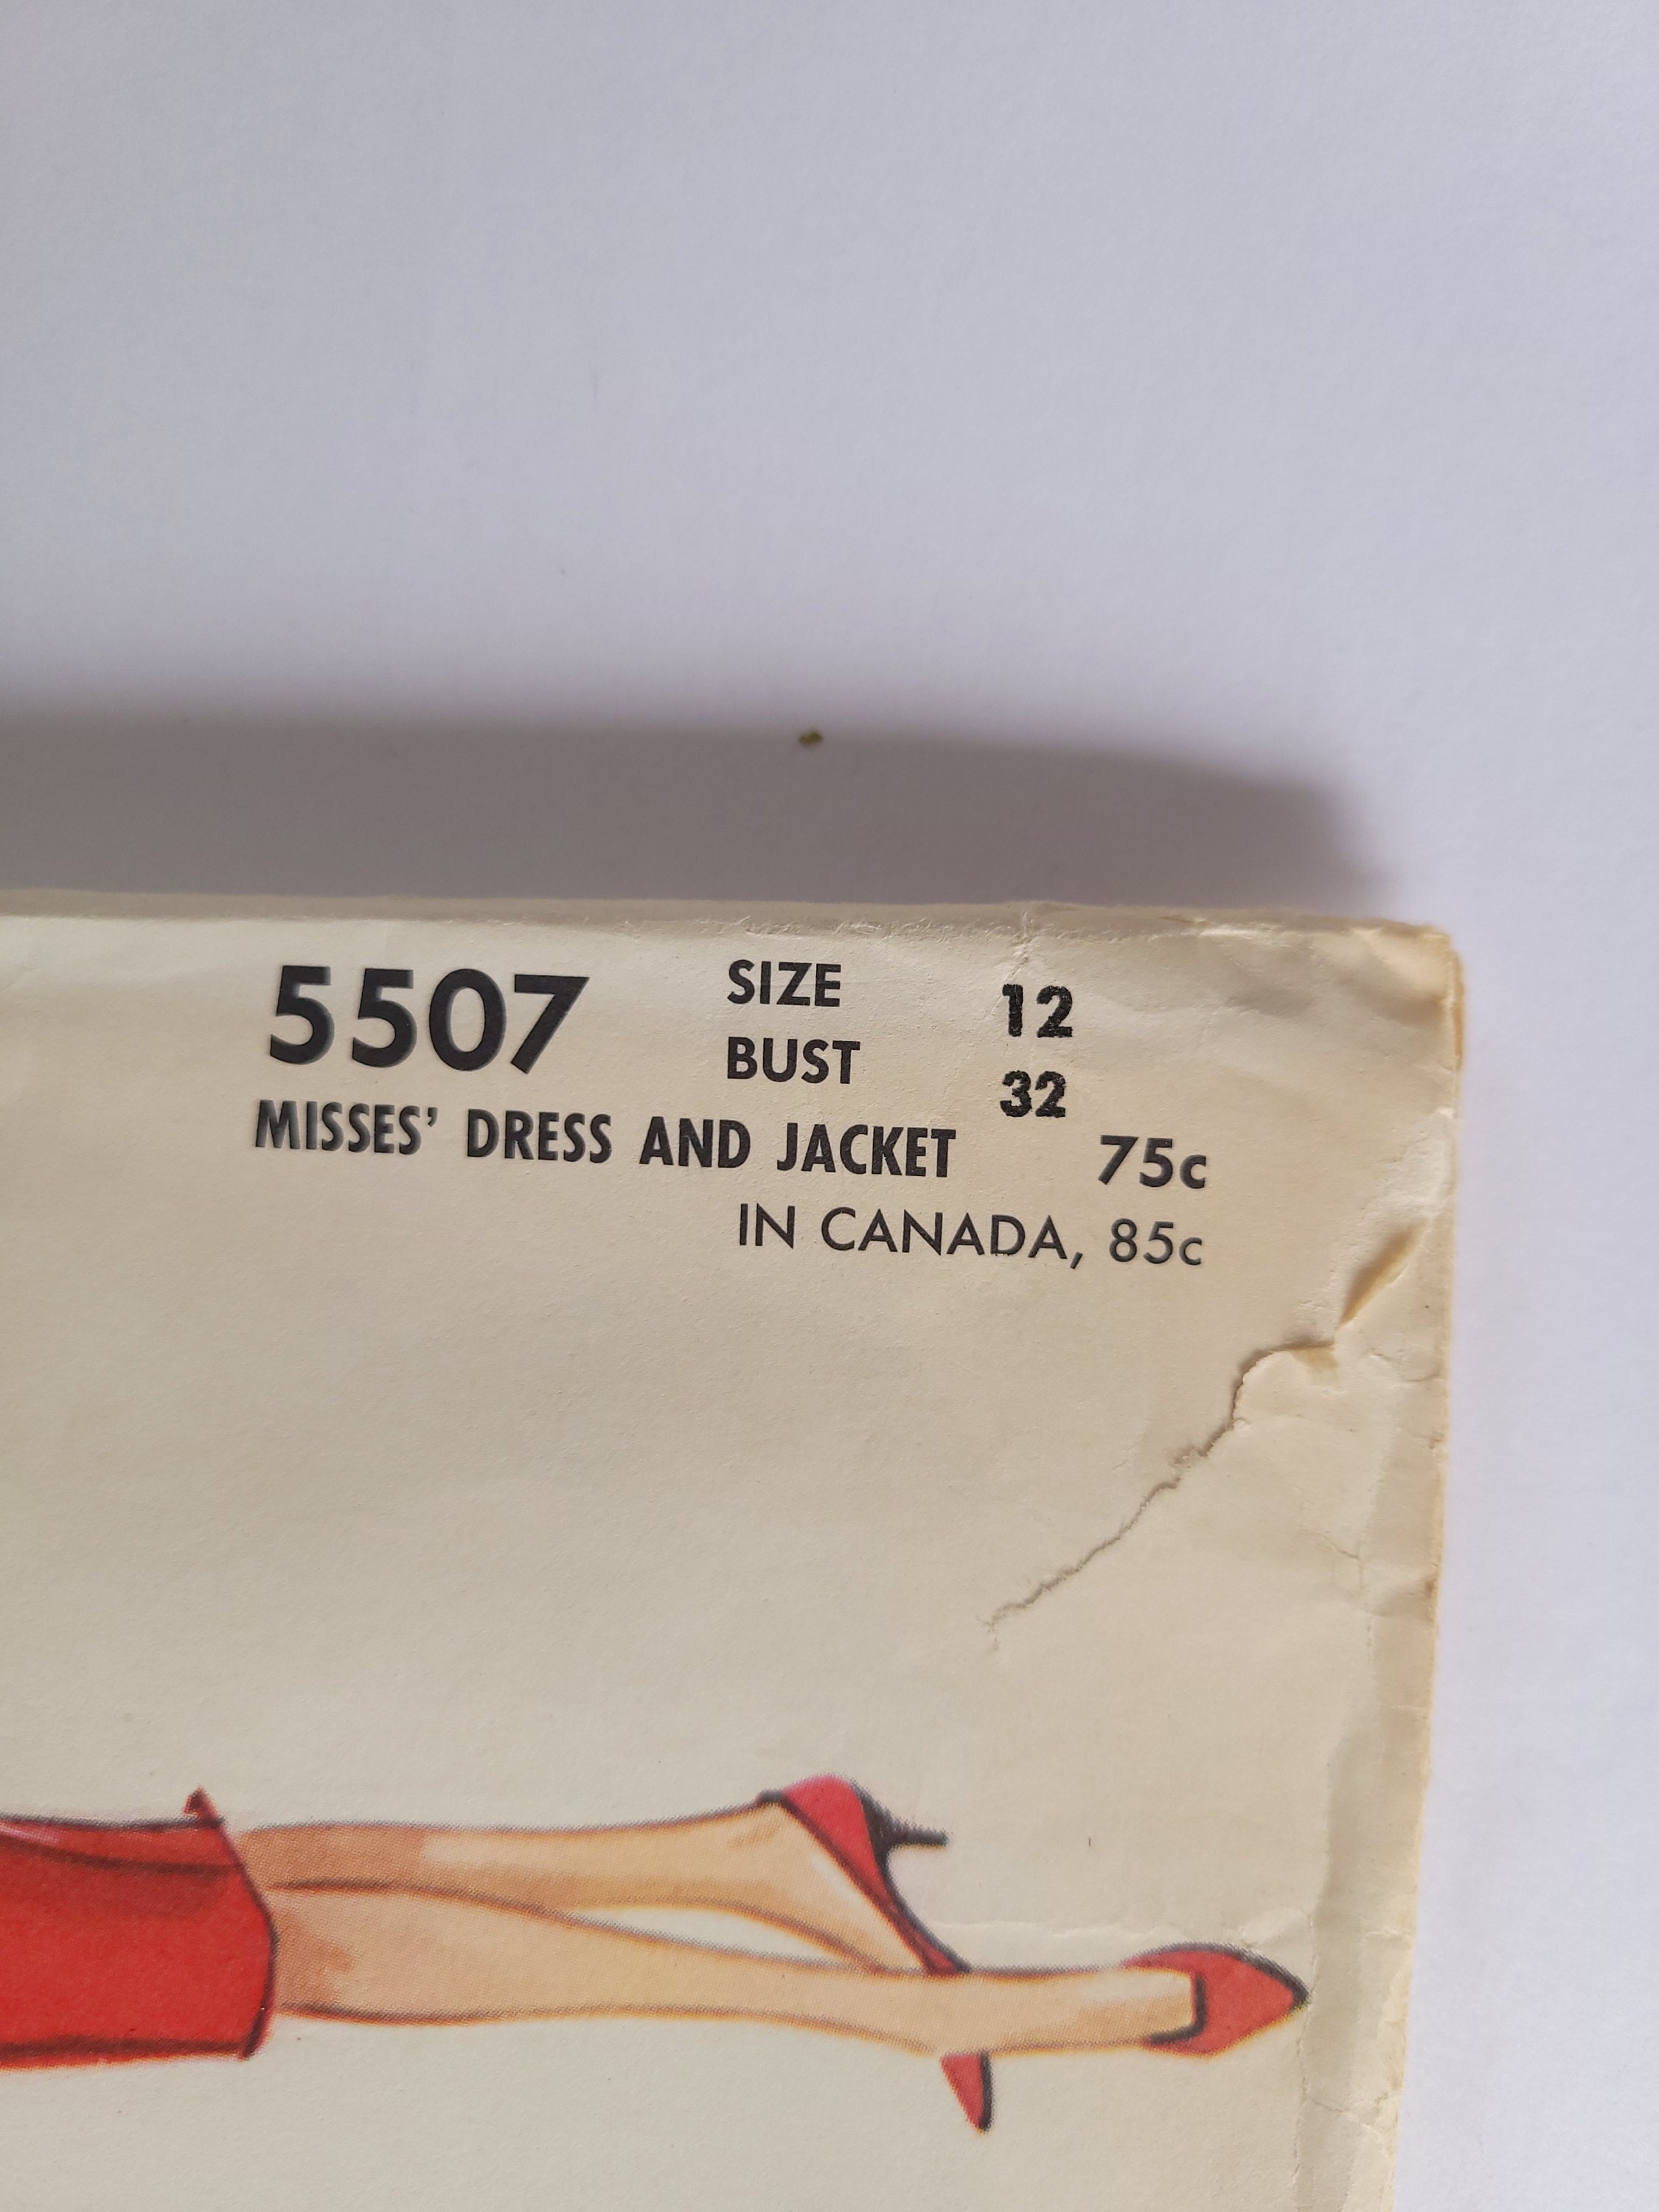 5507 SIZE 12
BUST 32
MISSES' DRESS AND JACKET 75c
IN CANADA, 85c